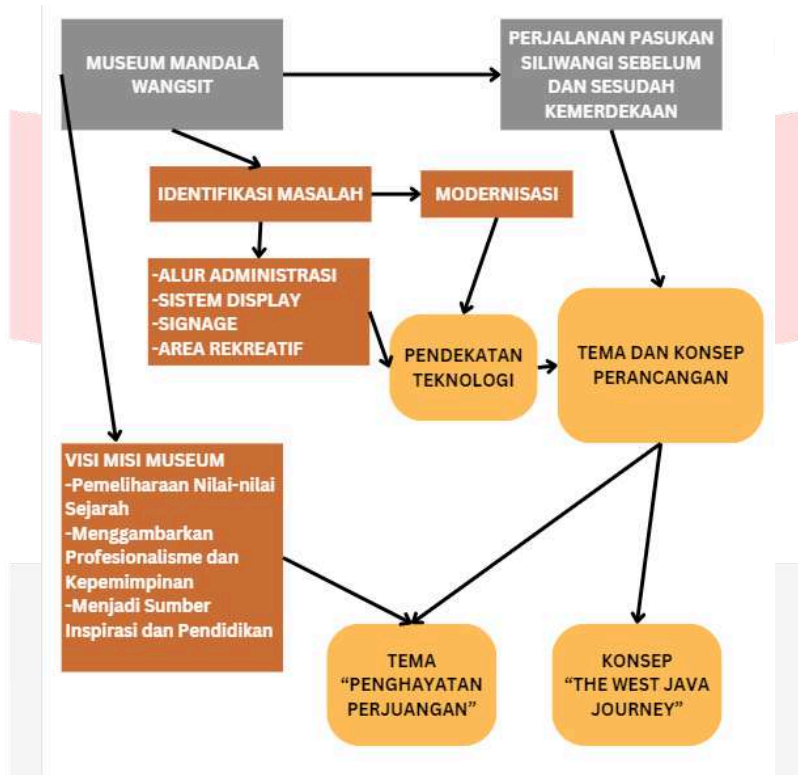 MUSEUM MANDALA
WANGSIT
PERJALANAN PASUKAN
SILIWANGI SEBELUM
DAN SESUDAH
KEMERDEKAAN
IDENTIFIKASI MASALAH
MODERNISASI
-ALUR ADMINISTRASI
-SISTEM DISPLAY
-SIGNAGE
-AREA REKREATIF
PENDEKATAN
TEKNOLOGI
TEMA DAN KONSEP
PERANCANGAN
VISI MISI MUSEUM
-Pemeliharaan Nilai-nilai
Sejarah
-Menggambarkan
Profesionalisme dan
Kepemimpinan
-Menjadi Sumber
Inspirasi dan Pendidikan
TEMA
“PENGHAYATAN
PERJUANGAN”
KONSEP
“THE WEST JAVA
JOURNEY”